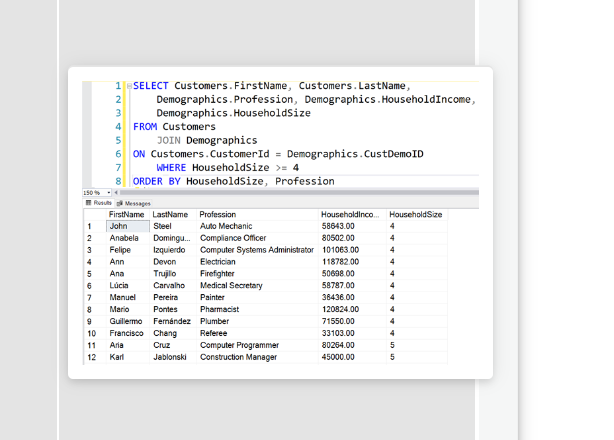 1 SELECT Customers.FirstName, Customers.LastName,
2 Demographics.Profession, Demographics.HouseholdIncome,
3 Demographics.HouseholdSize
4 FROM Customers
5 JOIN Demographics
6 ON Customers.CustomerId = Demographics.CustDemoID
7 WHERE HouseholdSize >= 4
8 ORDER BY HouseholdSize, Profession
150 %
Results Messages
FirstName LastName Profession HouseholdInco... HouseholdSize
1 John Steel Auto Mechanic 58643.00 4
2 Anabela Domingu... Compliance Officer 80502.00 4
3 Felipe Izquierdo Computer Systems Administrator 101063.00 4
4 Ann Devon Electrician 118782.00 4
5 Ana Trujillo Firefighter 50698.00 4
6 Lúcia Carvalho Medical Secretary 58787.00 4
7 Manuel Pereira Painter 36436.00 4
8 Mario Pontes Pharmacist 120824.00 4
9 Guillermo Fernández Plumber 71550.00 4
10 Francisco Chang Referee 33103.00 4
11 Aria Cruz Computer Programmer 80264.00 5
12 Karl Jablonski Construction Manager 45000.00 5